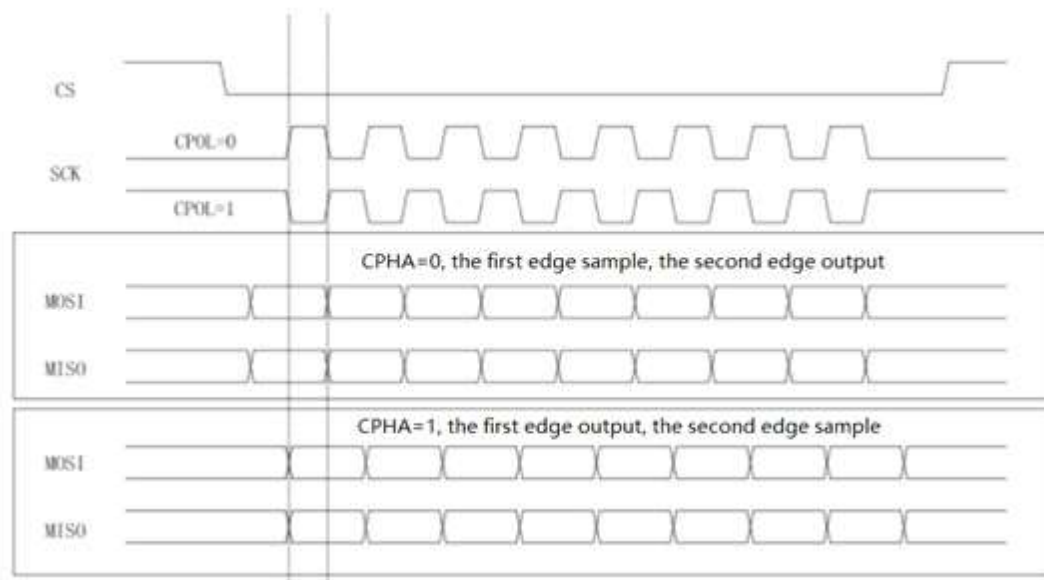 CS
CPOL=0
SCK
CPOL=1
CPHA=0, the first edge sample, the second edge output
MOSI
MISO
CPHA=1, the first edge output, the second edge sample
MOSI
MISO